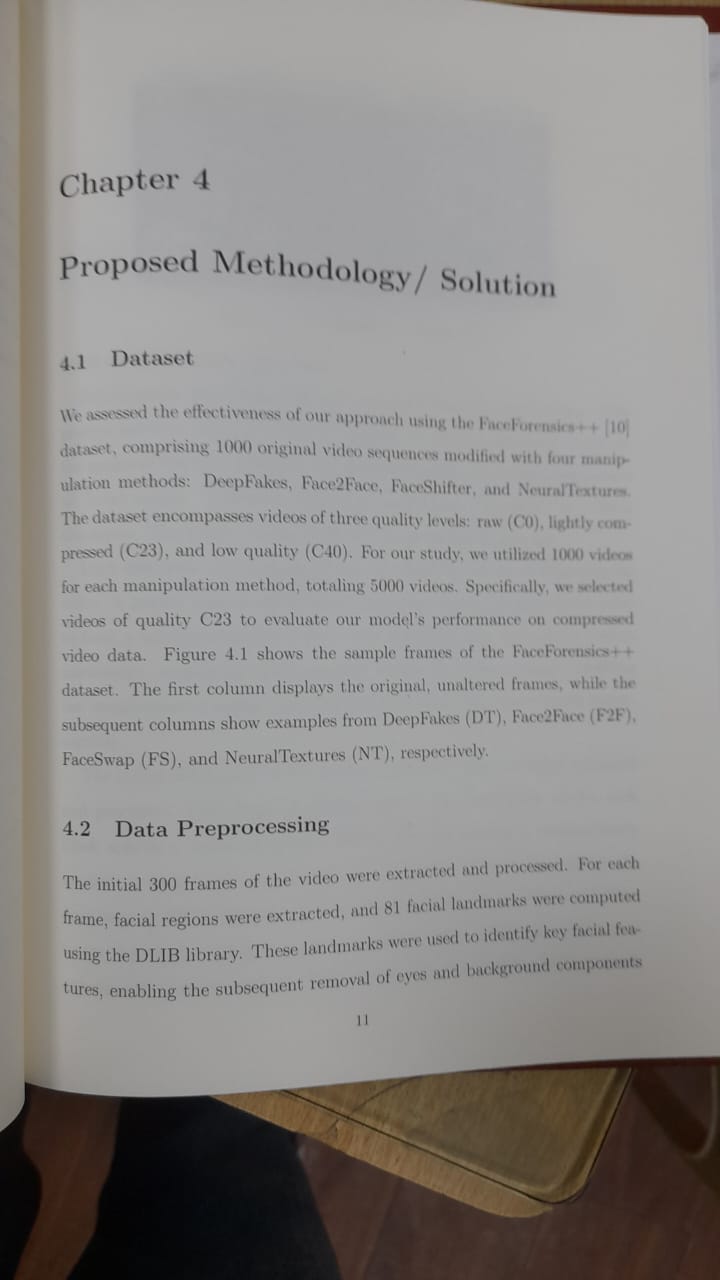 Chapter 4
Proposed Methodology/ Solution
4.1 Dataset
We assessed the effectiveness of our approach using the FaceForensics++ [10]
dataset, comprising 1000 original video sequences modified with four manip-
ulation methods: DeepFakes, Face2Face, FaceShifter, and NeuralTextures.
The dataset encompasses videos of three quality levels: raw (C0), lightly com-
pressed (C23), and low quality (C40). For our study, we utilized 1000 videos
for each manipulation method, totaling 5000 videos. Specifically, we selected
videos of quality C23 to evaluate our model's performance on compressed
video data. Figure 4.1 shows the sample frames of the FaceForensics++
dataset. The first column displays the original, unaltered frames, while the
subsequent columns show examples from DeepFakes (DT), Face2Face (F2F),
FaceSwap (FS), and NeuralTextures (NT), respectively.
4.2 Data Preprocessing
The initial 300 frames of the video were extracted and processed. For each
frame, facial regions were extracted, and 81 facial landmarks were computed
using the DLIB library. These landmarks were used to identify key facial fea-
tures, enabling the subsequent removal of eyes and background components
11